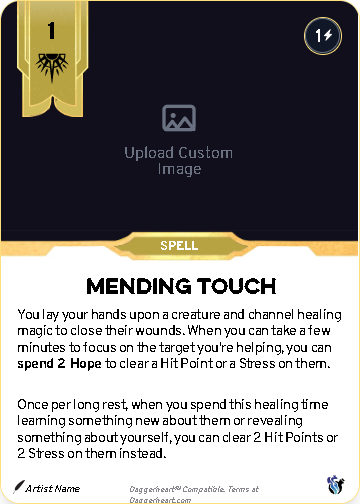 1
1
Upload Custom
Image
SPELL
MENDING TOUCH
You lay your hands upon a creature and channel healing
magic to close their wounds. When you can take a few
minutes to focus on the target you're helping, you can
spend 2 Hope to clear a Hit Point or a Stress on them.
Once per long rest, when you spend this healing time
learning something new about them or revealing
something about yourself, you can clear 2 Hit Points or
2 Stress on them instead.
Artist Name
Daggerheart™ Compatible. Terms at
Daggerheart.com